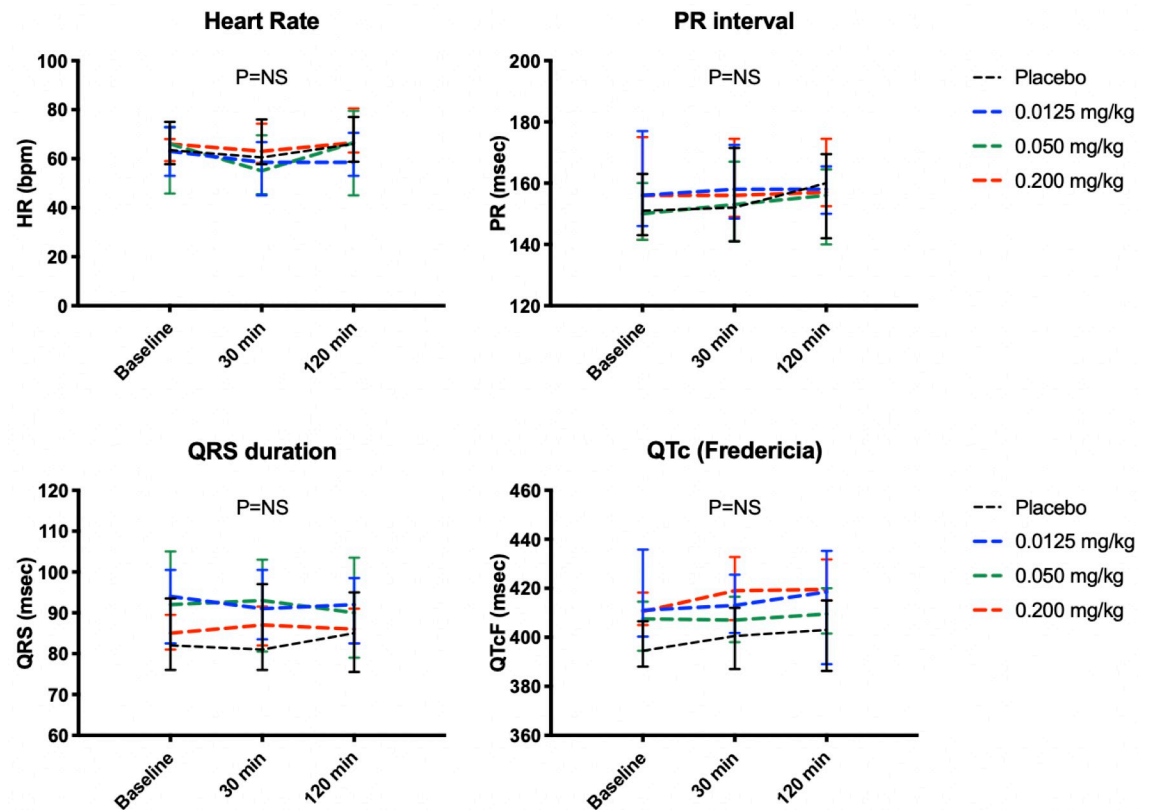 Heart Rate
P=NS
HR (bpm)
100
80
60
40
20
0
Baseline
30 min
120 min
PR interval
P=NS
PR (msec)
200
180
160
140
120
Baseline
30 min
120 min
Placebo
0.0125 mg/kg
0.050 mg/kg
0.200 mg/kg
QRS duration
P=NS
QRS (msec)
120
110
100
90
80
70
60
Baseline
30 min
120 min
QTc (Fredericia)
P=NS
QTcF (msec)
460
440
420
400
380
360
Baseline
30 min
120 min
Placebo
0.0125 mg/kg
0.050 mg/kg
0.200 mg/kg